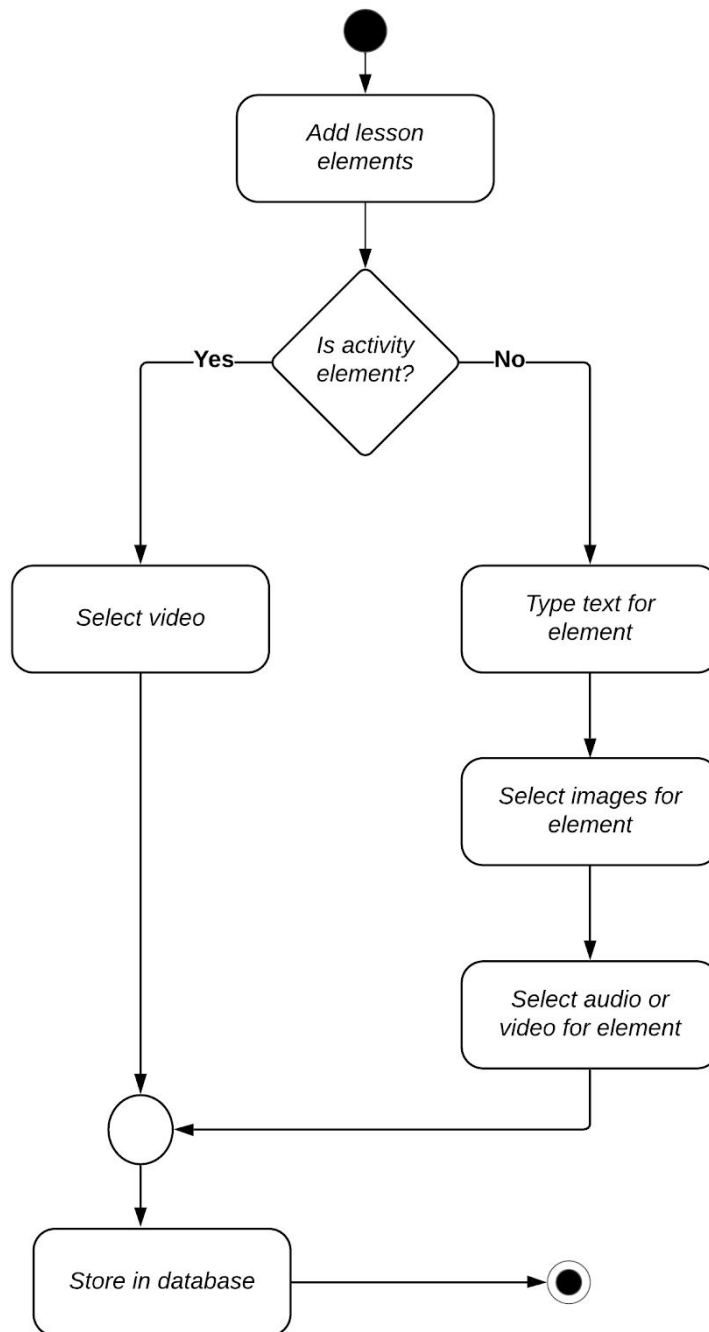 Add lesson
elements
Is activity
element?
Yes
No
Select video
Type text for
element
Select images for
element
Select audio or
video for element
Store in database